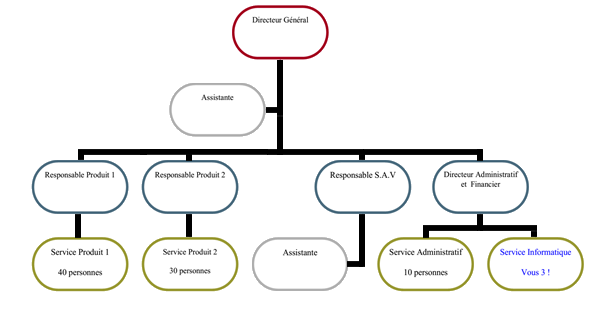 Directeur Général
Assistante
Responsable Produit 1
Responsable Produit 2
Responsable S.A.V
Directeur Administratif
et Financier
Service Produit 1
40 personnes
Service Produit 2
30 personnes
Assistante
Service Administratif
10 personnes
Service Informatique
Vous 3 !